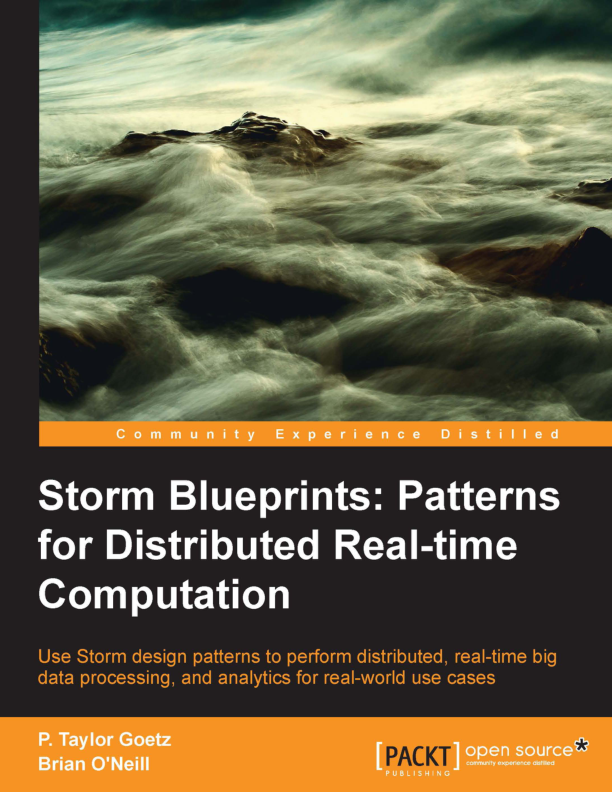 Community Experience Distilled
Storm Blueprints: Patterns
for Distributed Real-time
Computation
Use Storm design patterns to perform distributed, real-time big
data processing, and analytics for real-world use cases
P. Taylor Goetz
Brian O'Neill
[PACKT] open source*
PUBLISHING community experience distilled